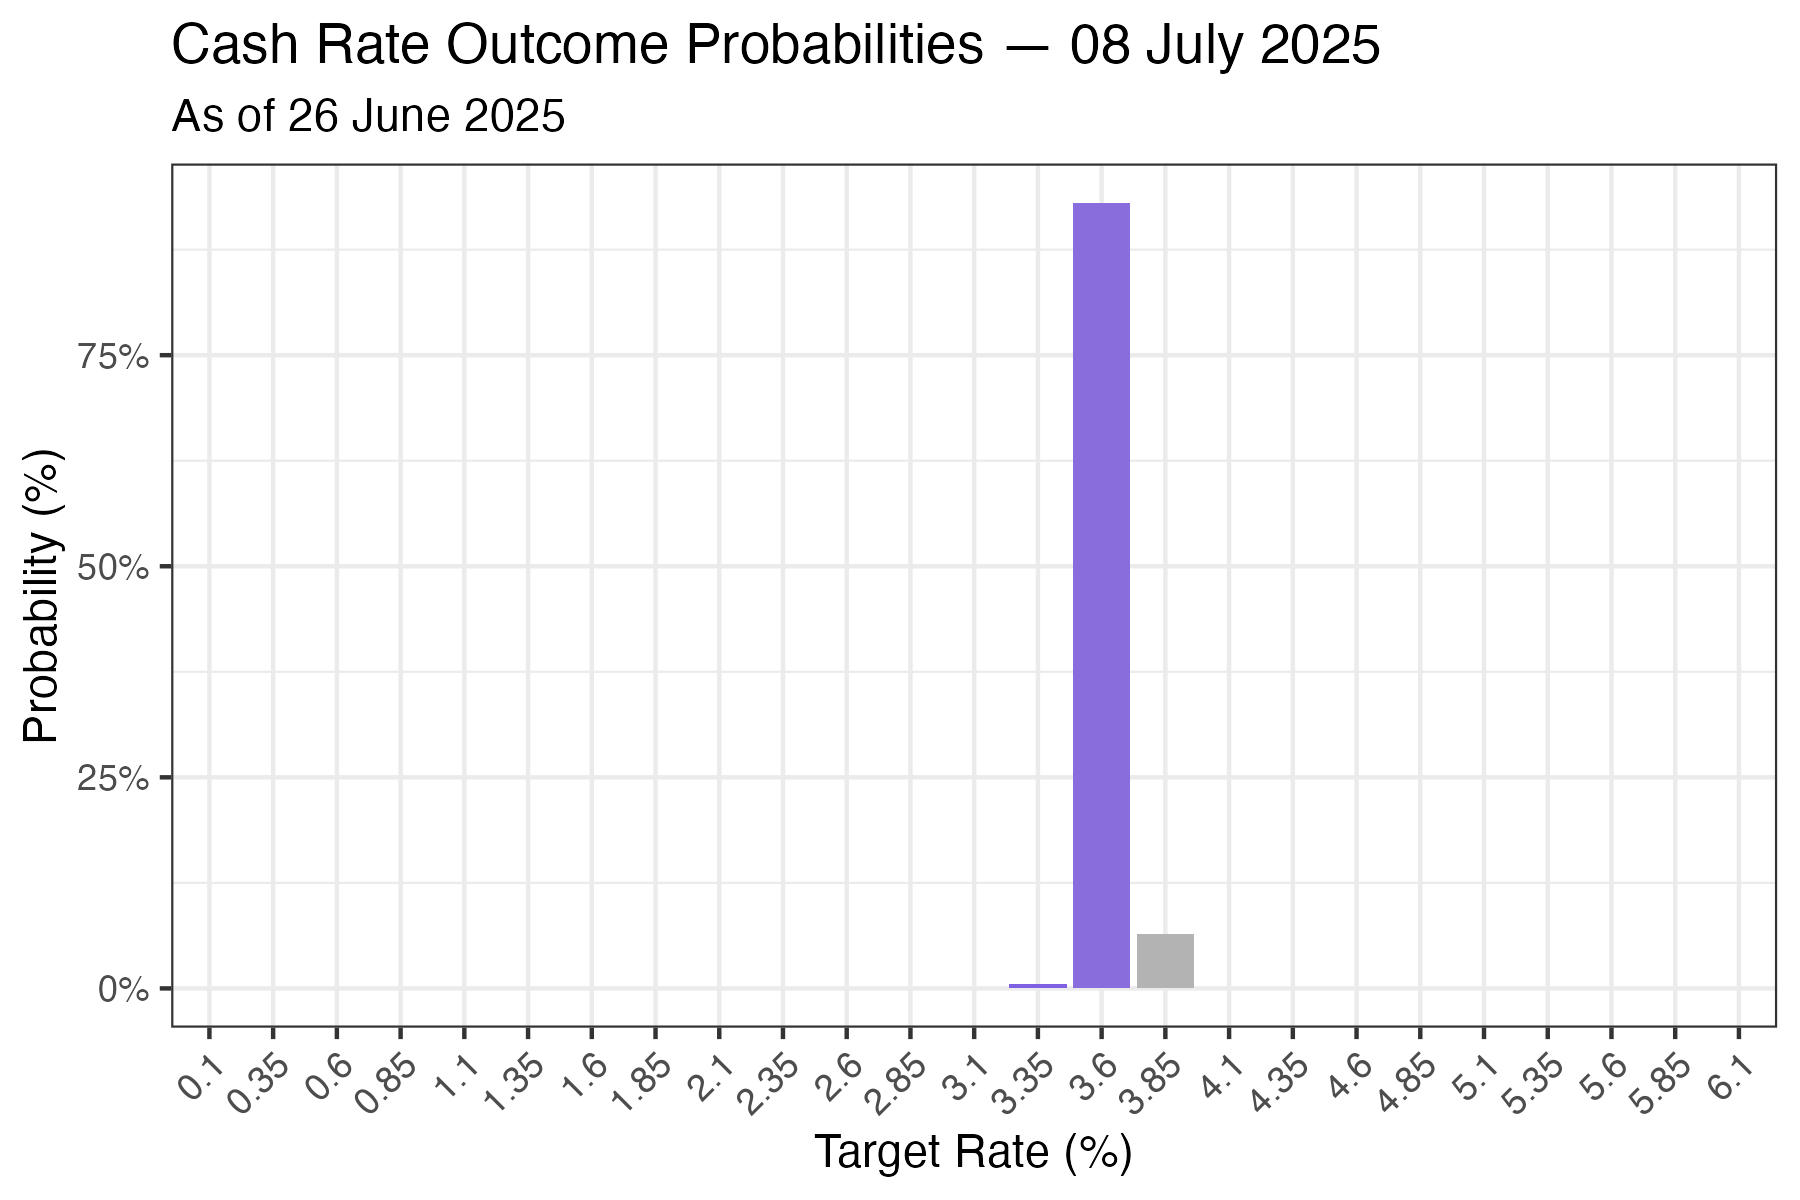 Cash Rate Outcome Probabilities — 08 July 2025
As of 26 June 2025
Probability (%)
75%
50%
25%
0%
0.1 0.35 0.6 0.85 1.1 1.35 1.6 1.85 2.1 2.35 2.6 2.85 3.1 3.35 3.6 3.85 4.1 4.35 4.6 4.85 5.1 5.35 5.6 5.85 6.1
Target Rate (%)